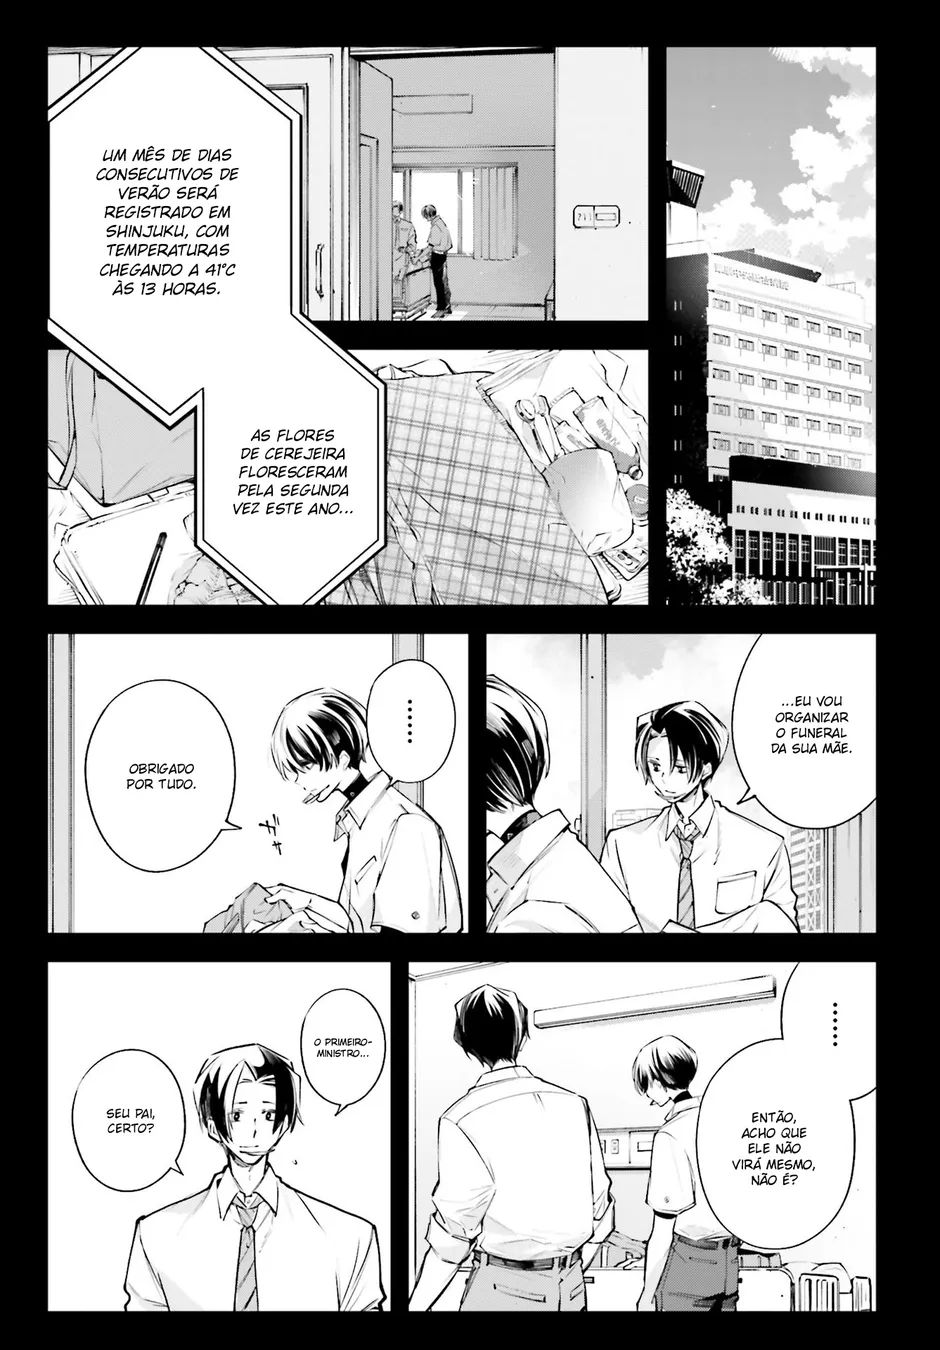 UM MÊS DE DIAS
CONSECUTIVOS DE
VERÃO SERÁ
REGISTRADO EM
SHINJUKU, COM
TEMPERATURAS
CHEGANDO A 41°C
ÀS 13 HORAS.
AS FLORES
DE CEREJEIRA
FLORESCERAM
PELA SEGUNDA
VEZ ESTE ANO...
...EU VOU
ORGANIZAR
O FUNERAL
DA SUA MÃE.
......
OBRIGADO
POR TUDO.
......
ENTÃO,
ACHO QUE
ELE NÃO
VIRÁ MESMO,
NÃO É?
O PRIMEIRO-
MINISTRO...
SEU PAI,
CERTO?